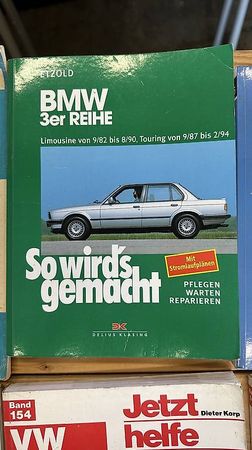 ETZOLD
BMW
3er REIHE
Limousine von 9/82 bis 8/90, Touring von 9/87 bis 2/94
Mit
Stromlaufplänen
So wird's
gemacht
PFLEGEN
WARTEN
REPARIEREN
DELIUS KLASING
Band
154
VW
Jetzt
Dieter Korp
helfe